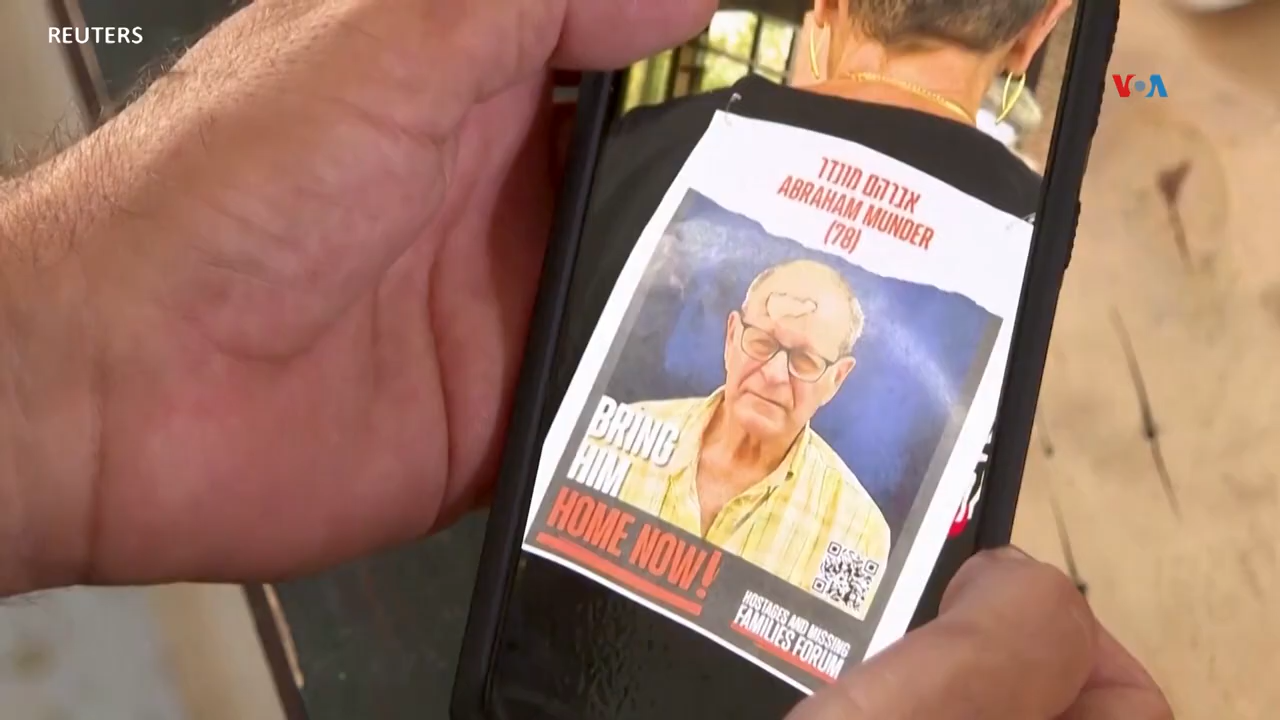 REUTERS
VOA
אברהם מונדר
ABRAHAM MUNDER
(78)
BRING
HIM
HOME NOW!
HOSTAGES AND MISSING
FAMILIES FORUM